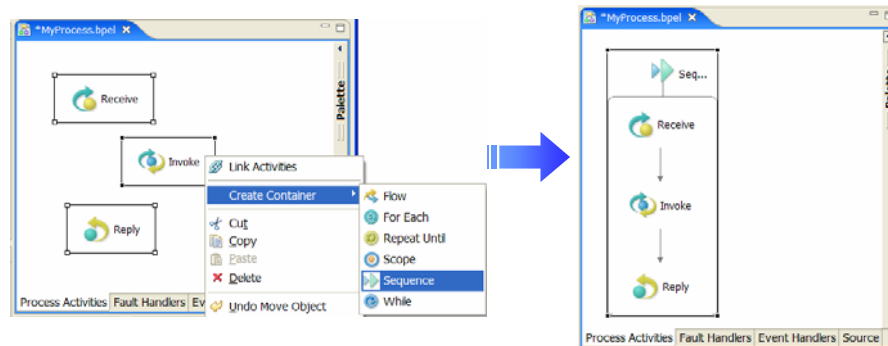 *MyProcess.bpel
Palette
Receive
Invoke
Reply
Link Activities
Create Container
Cut
Copy
Paste
Delete
Undo Move Object
Flow
For Each
Repeat Until
Scope
Sequence
While
Process Activities Fault Handlers Ev
*MyProcess.bpel
Seq...
Receive
Invoke
Reply
Process Activities Fault Handlers Event Handlers Source